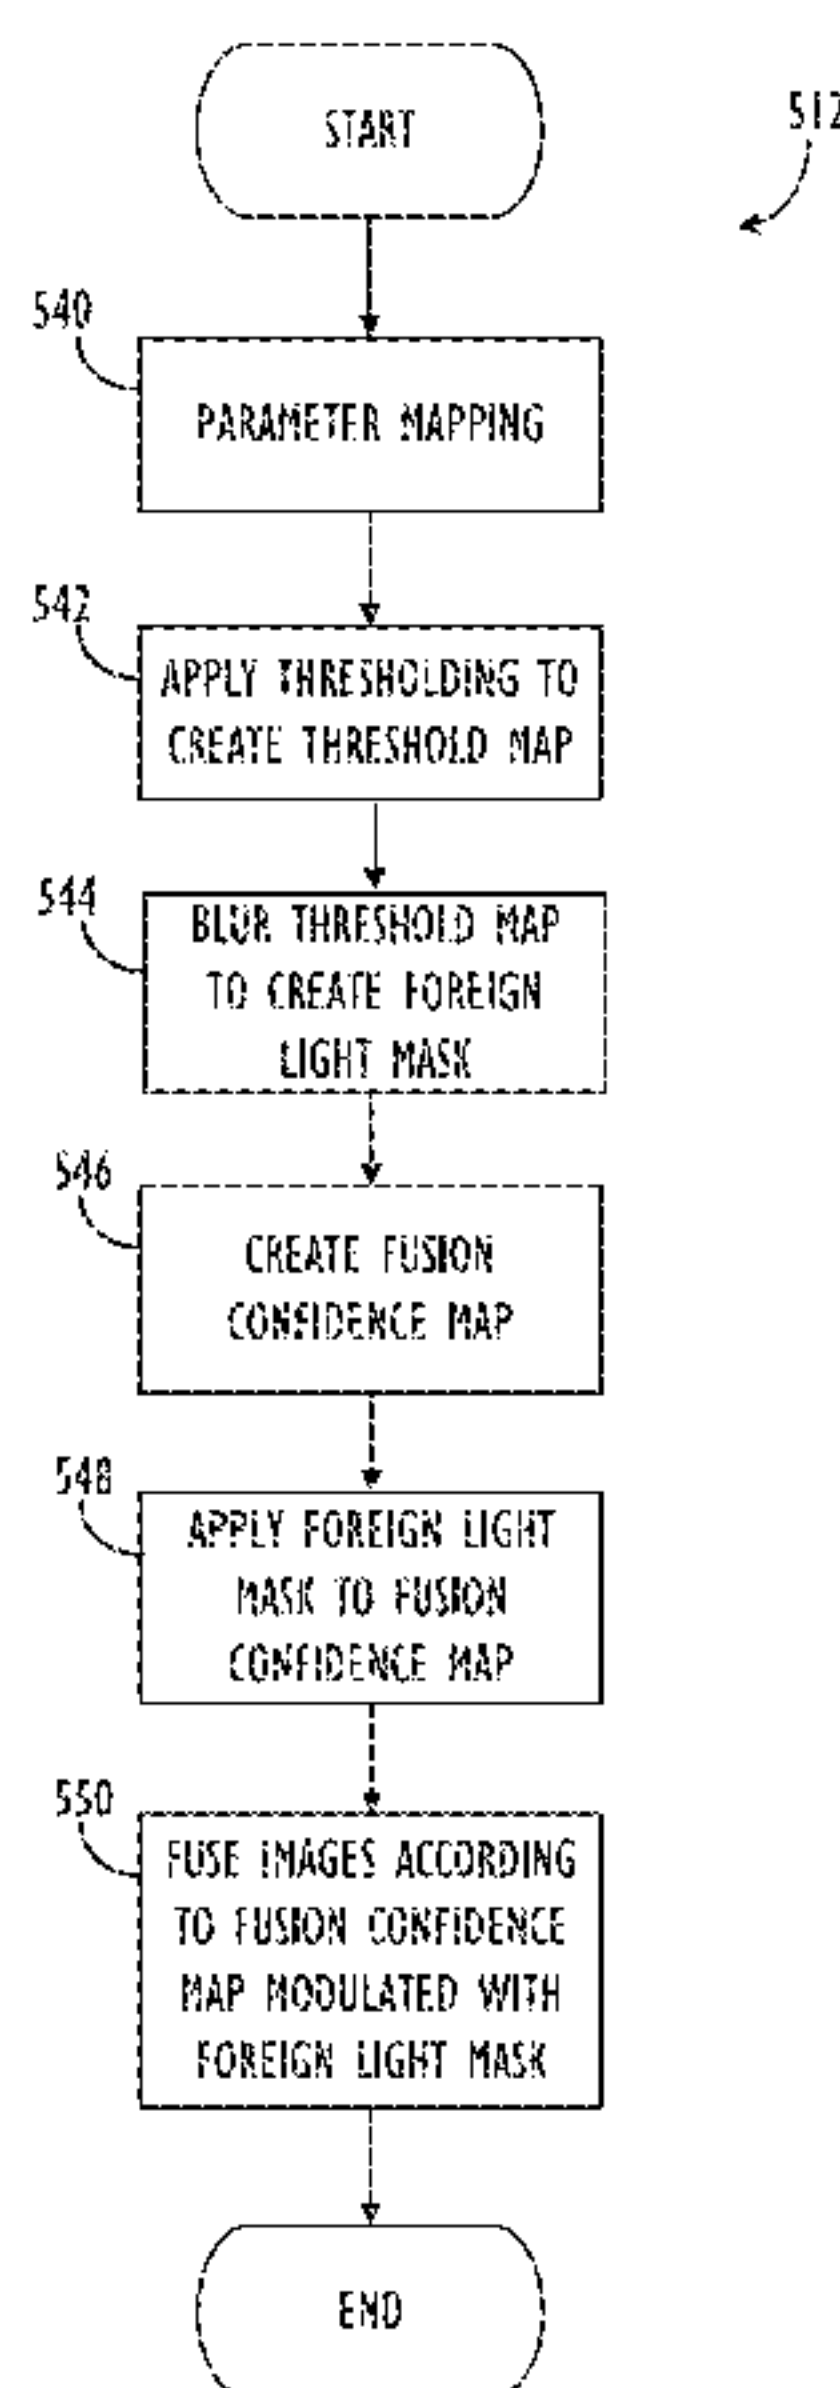 START
512
540
PARAMETER MAPPING
542
APPLY THRESHOLDING TO
CREATE THRESHOLD MAP
544
BLUR THRESHOLD MAP
TO CREATE FOREIGN
LIGHT MASK
546
CREATE FUSION
CONFIDENCE MAP
548
APPLY FOREIGN LIGHT
MASK TO FUSION
CONFIDENCE MAP
550
FUSE IMAGES ACCORDING
TO FUSION CONFIDENCE
MAP MODULATED WITH
FOREIGN LIGHT MASK
END